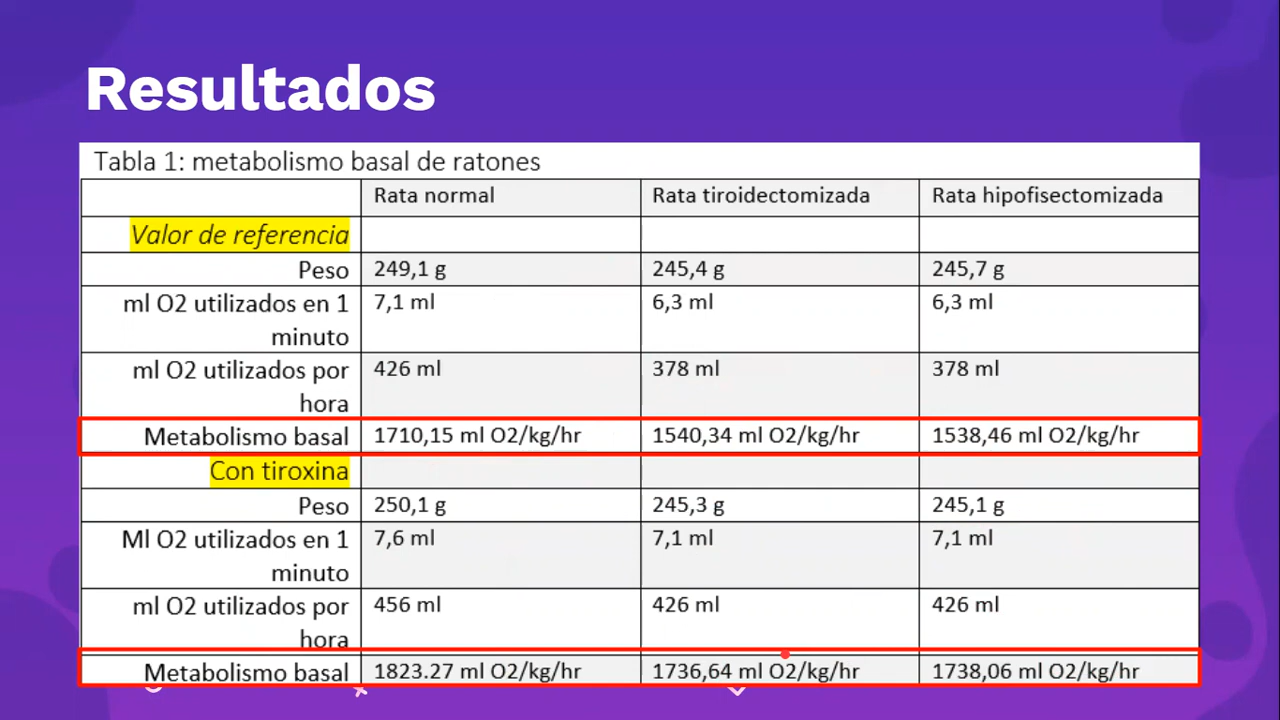 Resultados
Tabla 1: metabolismo basal de ratones
Rata normal Rata tiroidectomizada Rata hipofisectomizada
Valor de referencia
Peso 249,1 g 245,4 g 245,7 g
ml O2 utilizados en 1 7,1 ml 6,3 ml 6,3 ml
minuto
ml O2 utilizados por 426 ml 378 ml 378 ml
hora
Metabolismo basal 1710,15 ml O2/kg/hr 1540,34 ml O2/kg/hr 1538,46 ml O2/kg/hr
Con tiroxina
Peso 250,1 g 245,3 g 245,1 g
Ml O2 utilizados en 1 7,6 ml 7,1 ml 7,1 ml
minuto
ml O2 utilizados por 456 ml 426 ml 426 ml
hora
Metabolismo basal 1823.27 ml O2/kg/hr 1736,64 ml O2/kg/hr 1738,06 ml O2/kg/hr